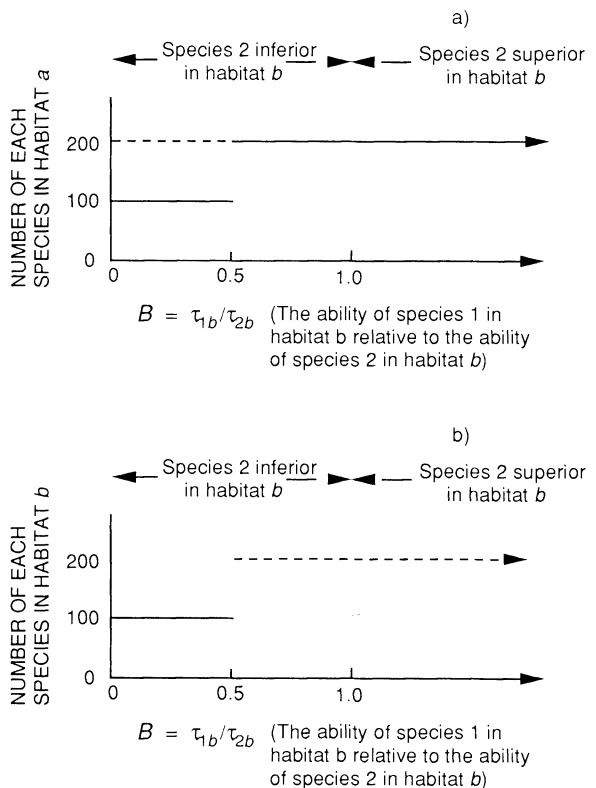 a)
Species 2 inferior
in habitat b
Species 2 superior
in habitat b
NUMBER OF EACH
SPECIES IN HABITAT a
200
100
0
0 0.5 1.0
B = τ1b/τ2b (The ability of species 1 in
habitat b relative to the ability
of species 2 in habitat b)
b)
Species 2 inferior
in habitat b
Species 2 superior
in habitat b
NUMBER OF EACH
SPECIES IN HABITAT b
200
100
0
0 0.5 1.0
B = τ1b/τ2b (The ability of species 1 in
habitat b relative to the ability
of species 2 in habitat b)